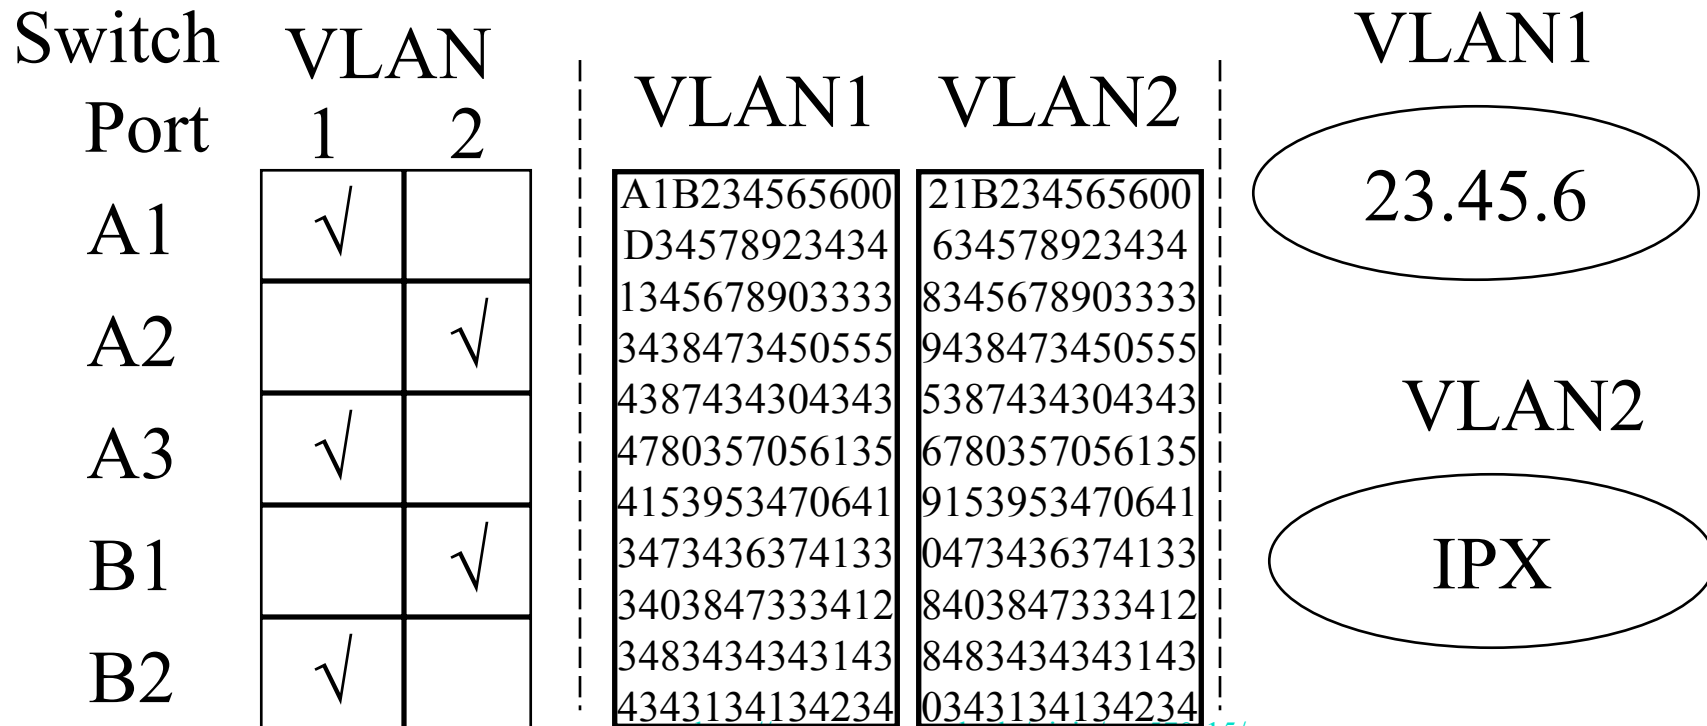 Switch
Port
VLAN
1 2
A1 √
A2 √
A3 √
B1 √
B2 √
VLAN1 VLAN2
A1B234565600 21B234565600
D34578923434 634578923434
1345678903333 8345678903333
3438473450555 9438473450555
4387434304343 5387434304343
4780357056135 6780357056135
4153953470641 9153953470641
3473436374133 0473436374133
3403847333412 8403847333412
3483434343143 8483434343143
4343134134234 0343134134234
VLAN1
23.45.6
VLAN2
IPX